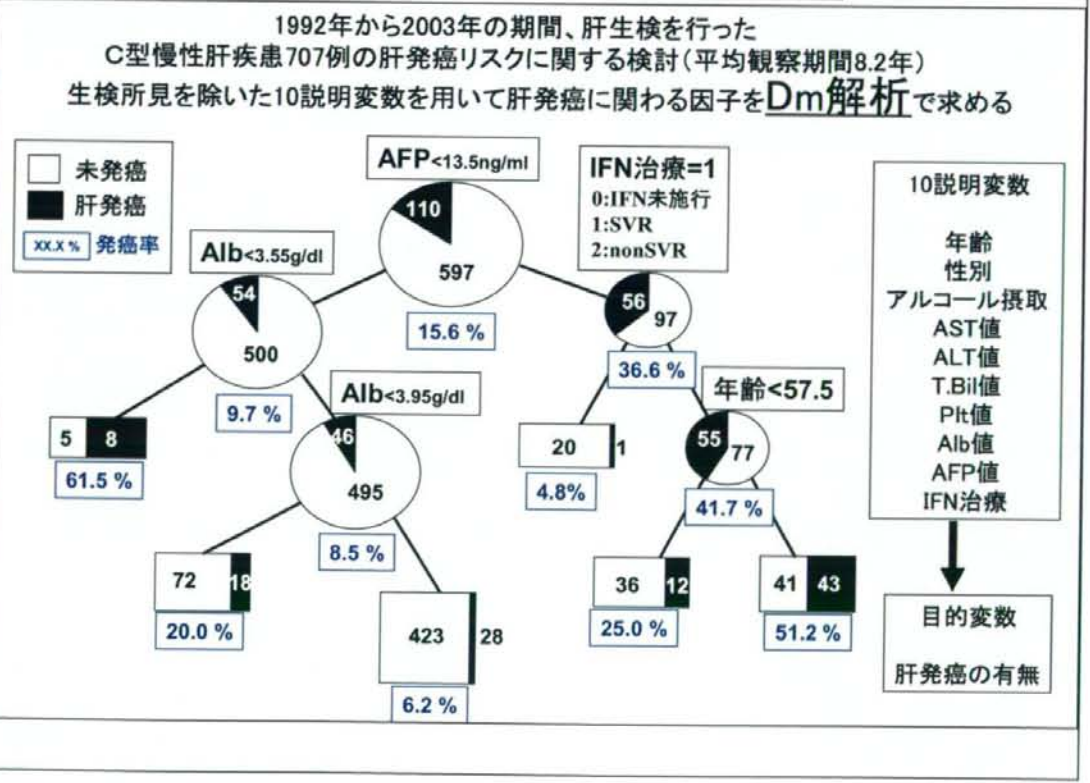 1992年から2003年の期間、肝生検を行った
C型慢性肝疾患707例の肝発癌リスクに関する検討(平均観察期間8.2年)
生検所見を除いた10説明変数を用いて肝発癌に関わる因子をDm解析で求める
未発癌
肝発癌
XX.X % 発癌率
AFP<13.5ng/ml
110
597
15.6 %
IFN治療=1
0:IFN未施行
1:SVR
2:nonSVR
56
97
36.6 %
Alb<3.55g/dl
54
500
9.7 %
5
8
61.5 %
Alb<3.95g/dl
46
495
8.5 %
20
1
4.8%
年齢<57.5
55
77
41.7 %
72
18
20.0 %
423
28
6.2 %
36
12
25.0 %
41
43
51.2 %
10説明変数
年齢
性別
アルコール摂取
AST値
ALT値
T.Bil値
Plt値
Alb値
AFP値
IFN治療
目的変数
肝発癌の有無